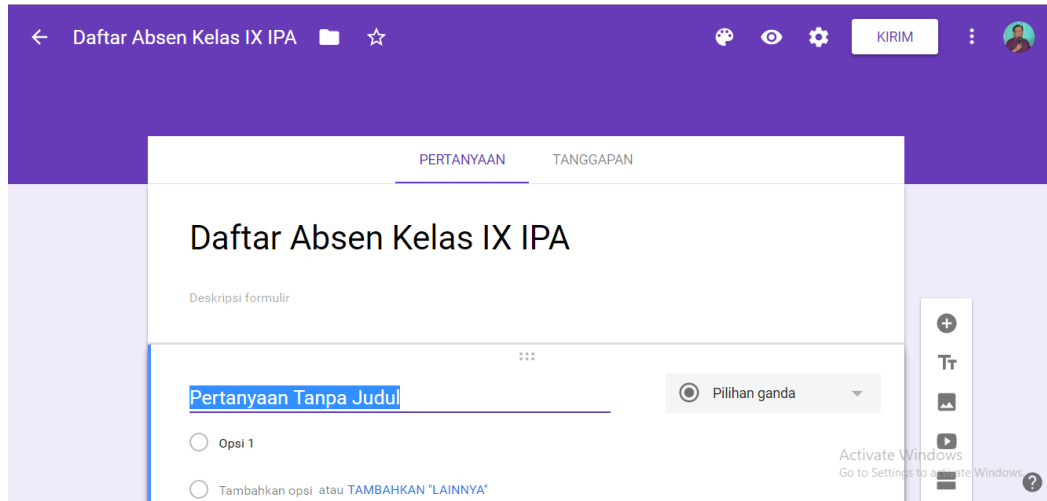 Daftar Absen Kelas IX IPA
KIRIM
PERTANYAAN TANGGAPAN
Daftar Absen Kelas IX IPA
Deskripsi formulir
Tт
Pertanyaan Tanpa Judul
Pilihan ganda
Opsi 1
Tambahkan opsi atau TAMBAHKAN "LAINNYA"
Activate Windows
Go to Settings to activate Windows.